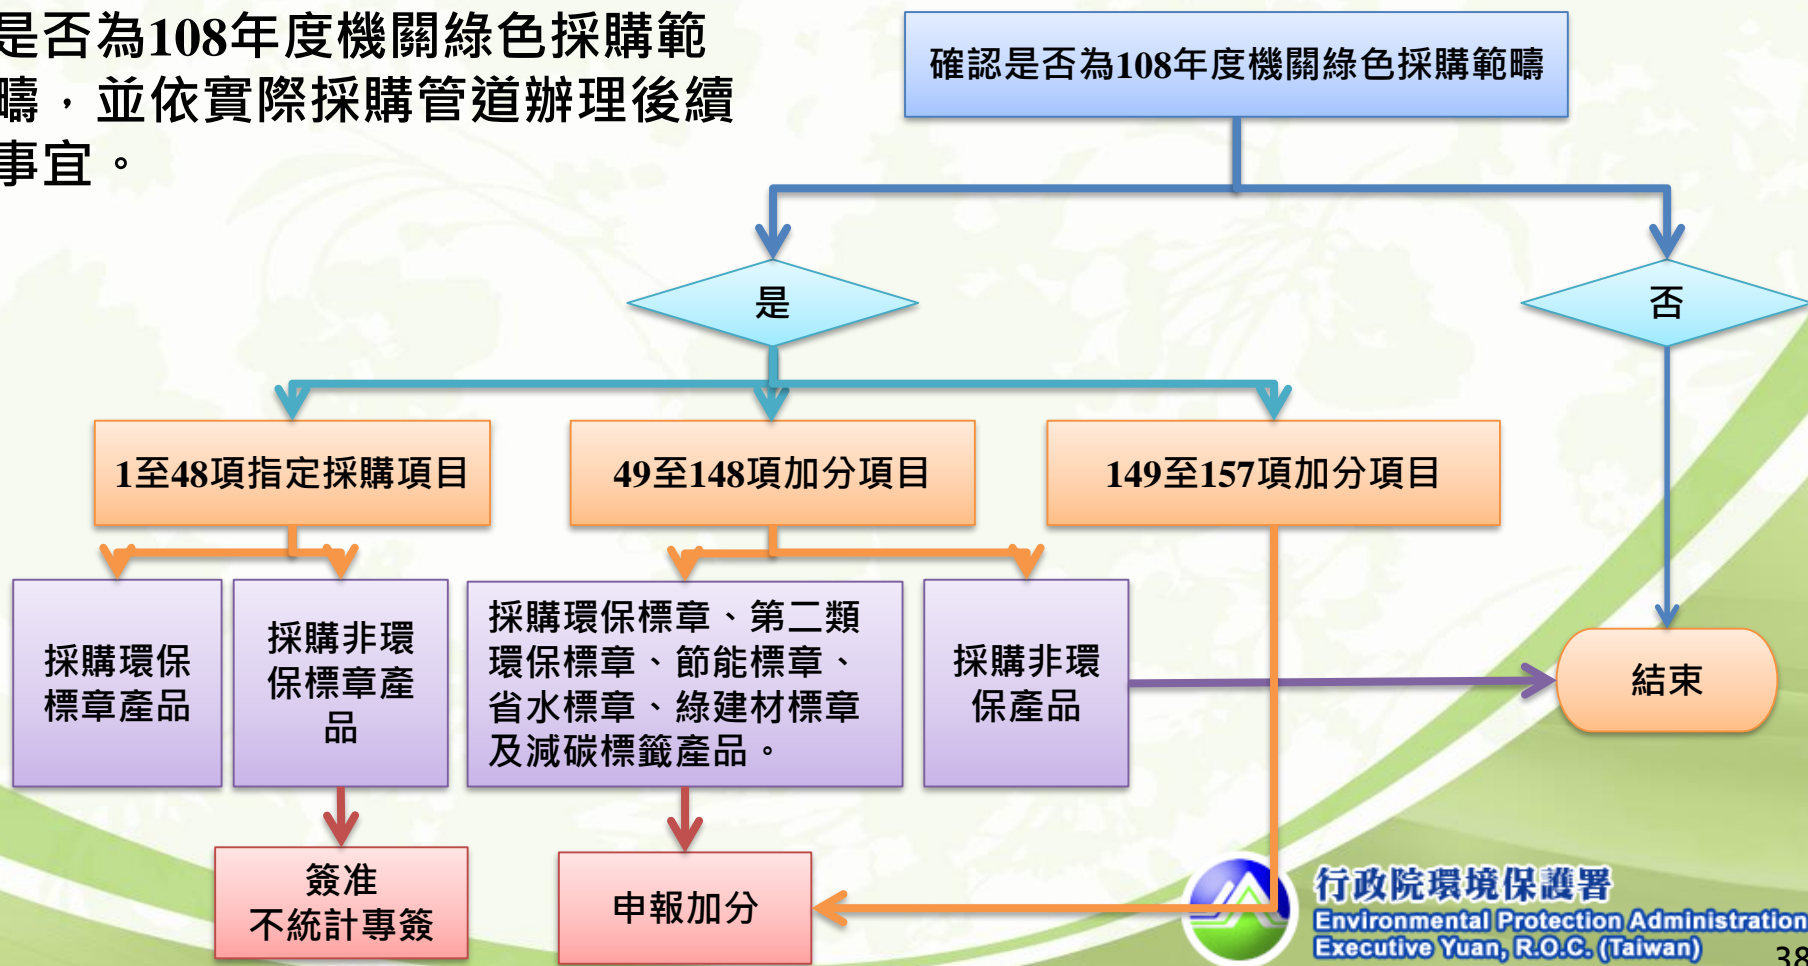 是否為108年度機關綠色採購範
疇，並依實際採購管道辦理後續
事宜。
確認是否為108年度機關綠色採購範疇
是
否
1至48項指定採購項目
49至148項加分項目
149至157項加分項目
採購環保
標章產品
採購非環
保標章產
品
採購環保標章、第二類
環保標章、節能標章、
省水標章、綠建材標章
及減碳標籤產品。
採購非環
保產品
結束
簽准
不統計專簽
申報加分
行政院環境保護署
Environmental Protection Administration
Executive Yuan, R.O.C. (Taiwan)
38